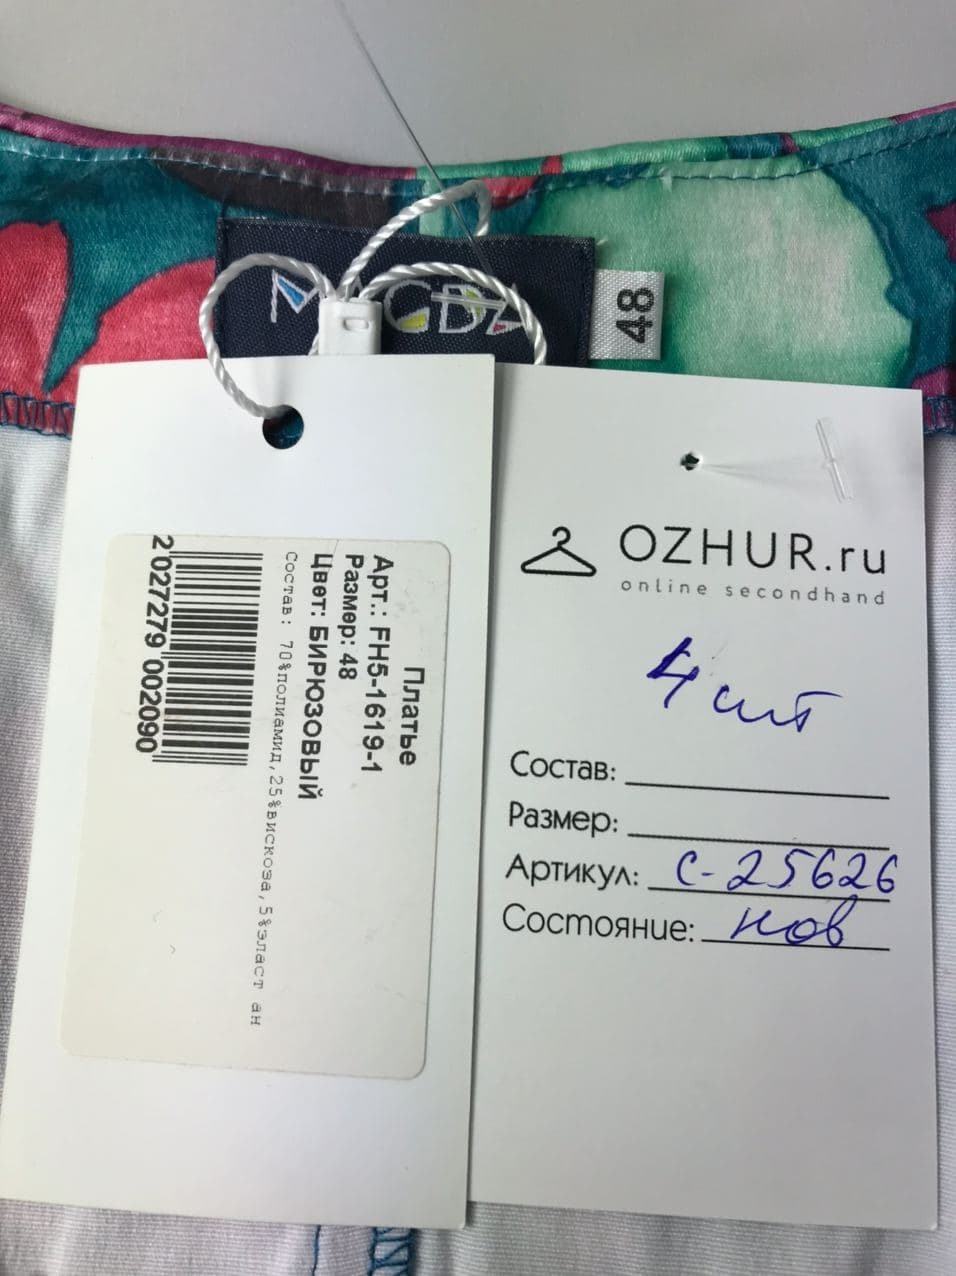 48
Платье
Арт.: FH5-1619-1
Размер: 48
Цвет: БИРЮЗОВЫЙ
Состав: 70%полиамид,25%вискоза,5%эласт ан
2 027279 002090
OZHUR.ru
online secondhand
4 шт
Состав:
Размер:
Артикул: С-25626
Состояние: нов